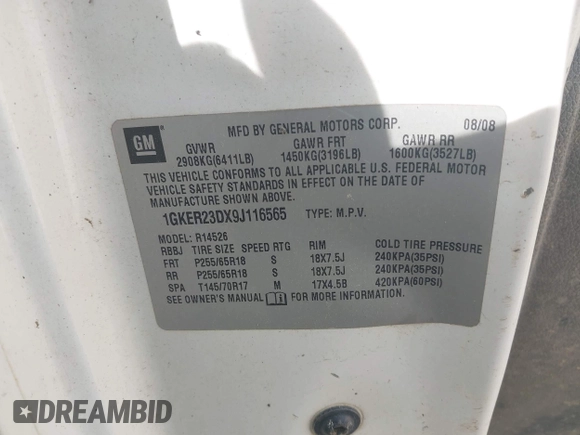 GM
MFD BY GENERAL MOTORS CORP. 08/08
GVWR GAWR FRT GAWR RR
2908KG(6411LB) 1450KG(3196LB) 1600KG(3527LB)
THIS VEHICLE CONFORMS TO ALL APPLICABLE U.S. FEDERAL MOTOR
VEHICLE SAFETY STANDARDS IN EFFECT ON THE DATE OF
MANUFACTURE SHOWN ABOVE.
1GKER23DX9J116565 TYPE: M.P.V.
MODEL: R14526
RBBJ TIRE SIZE SPEED RTG RIM COLD TIRE PRESSURE
FRT P255/65R18 S 18X7.5J 240KPA(35PSI)
RR P255/65R18 S 18X7.5J 240KPA(35PSI)
SPA T145/70R17 M 17X4.5B 420KPA(60PSI)
SEE OWNER'S MANUAL FOR MORE INFORMATION.
DREAMBID